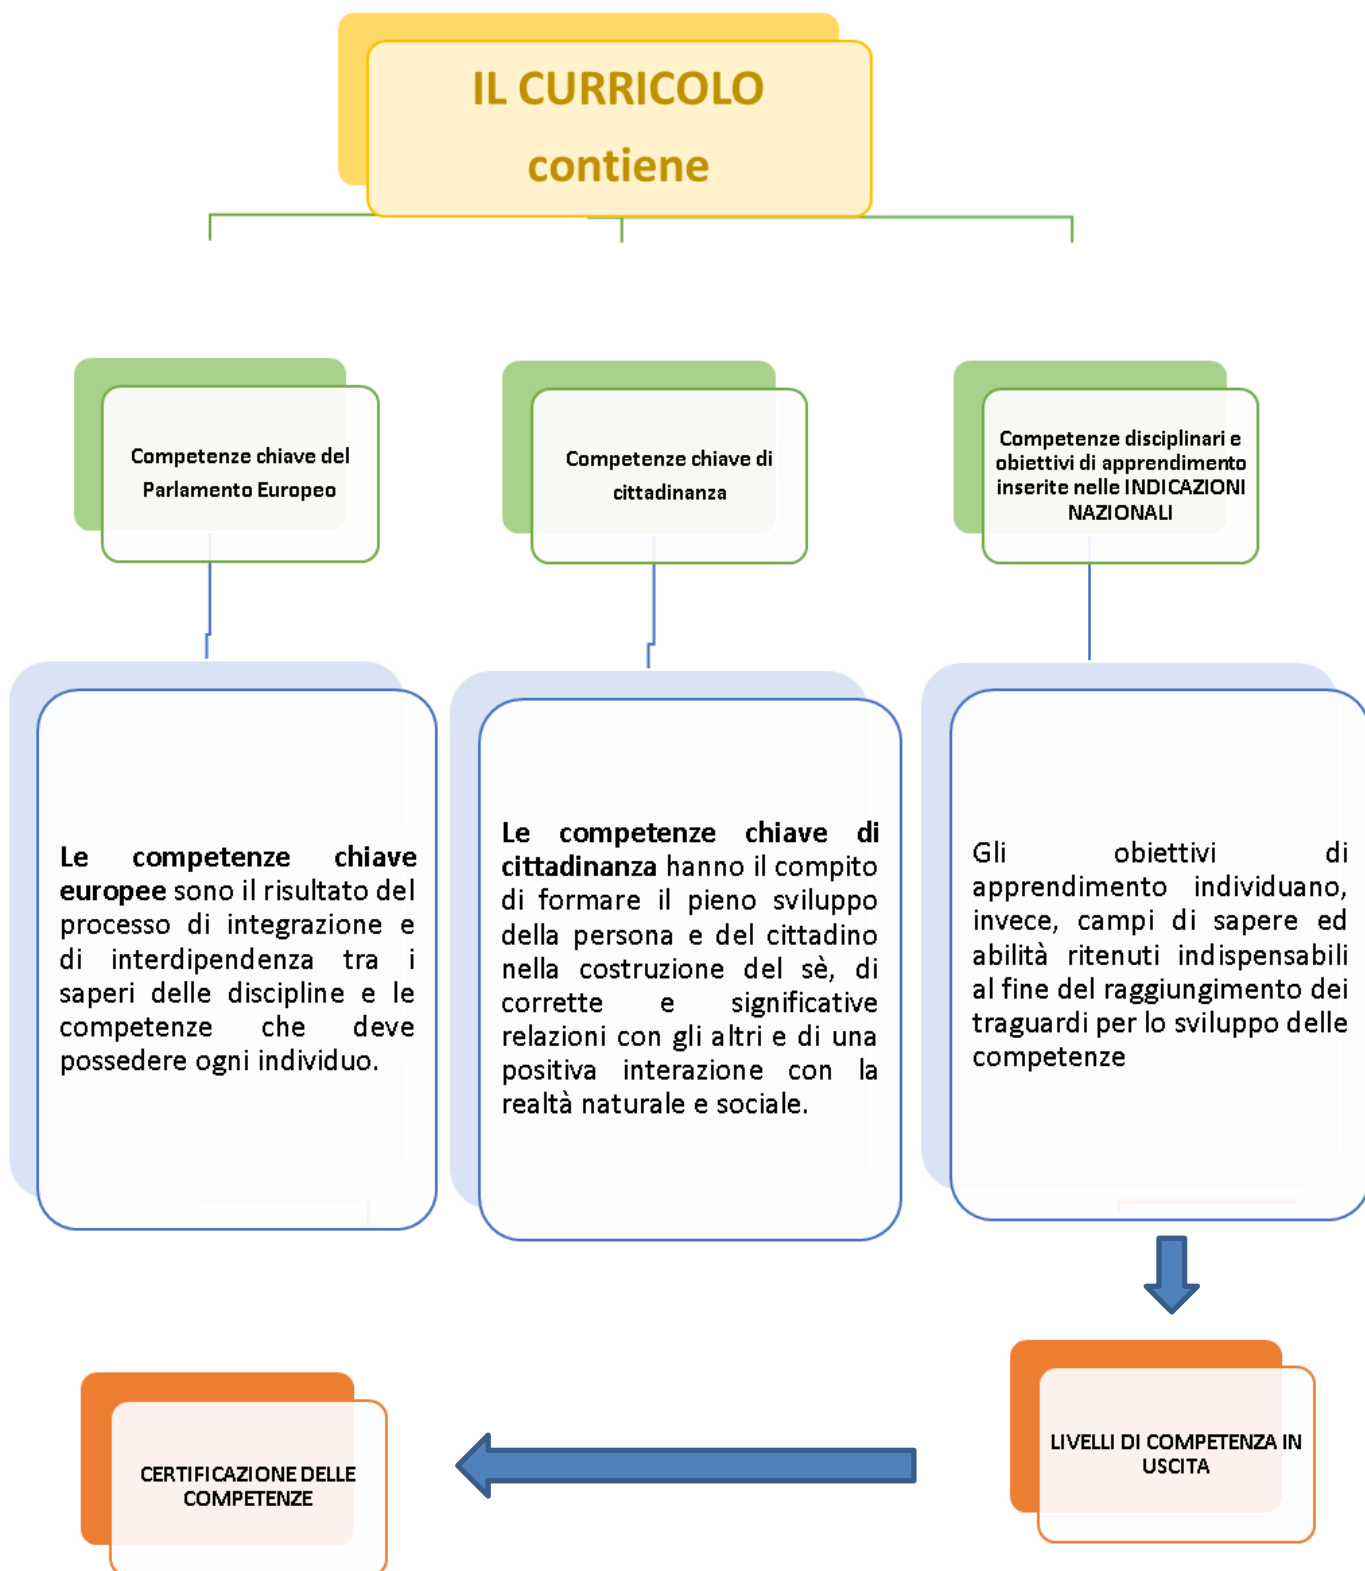 IL CURRICOLO
contiene
Competenze chiave del
Parlamento Europeo
Competenze chiave di
cittadinanza
Competenze disciplinari e
obiettivi di apprendimento
inserite nelle INDICAZIONI
NAZIONALI
Le competenze chiave
europee sono il risultato del
processo di integrazione e
di interdipendenza tra i
saperi delle discipline e le
competenze che deve
possedere ogni individuo.
Le competenze chiave di
cittadinanza hanno il compito
di formare il pieno sviluppo
della persona e del cittadino
nella costruzione del sè, di
corrette e significative
relazioni con gli altri e di una
positiva interazione con la
realtà naturale e sociale.
Gli obiettivi di
apprendimento individuano,
invece, campi di sapere ed
abilità ritenuti indispensabili
al fine del raggiungimento dei
traguardi per lo sviluppo delle
competenze
LIVELLI DI COMPETENZA IN
USCITA
CERTIFICAZIONE DELLE
COMPETENZE